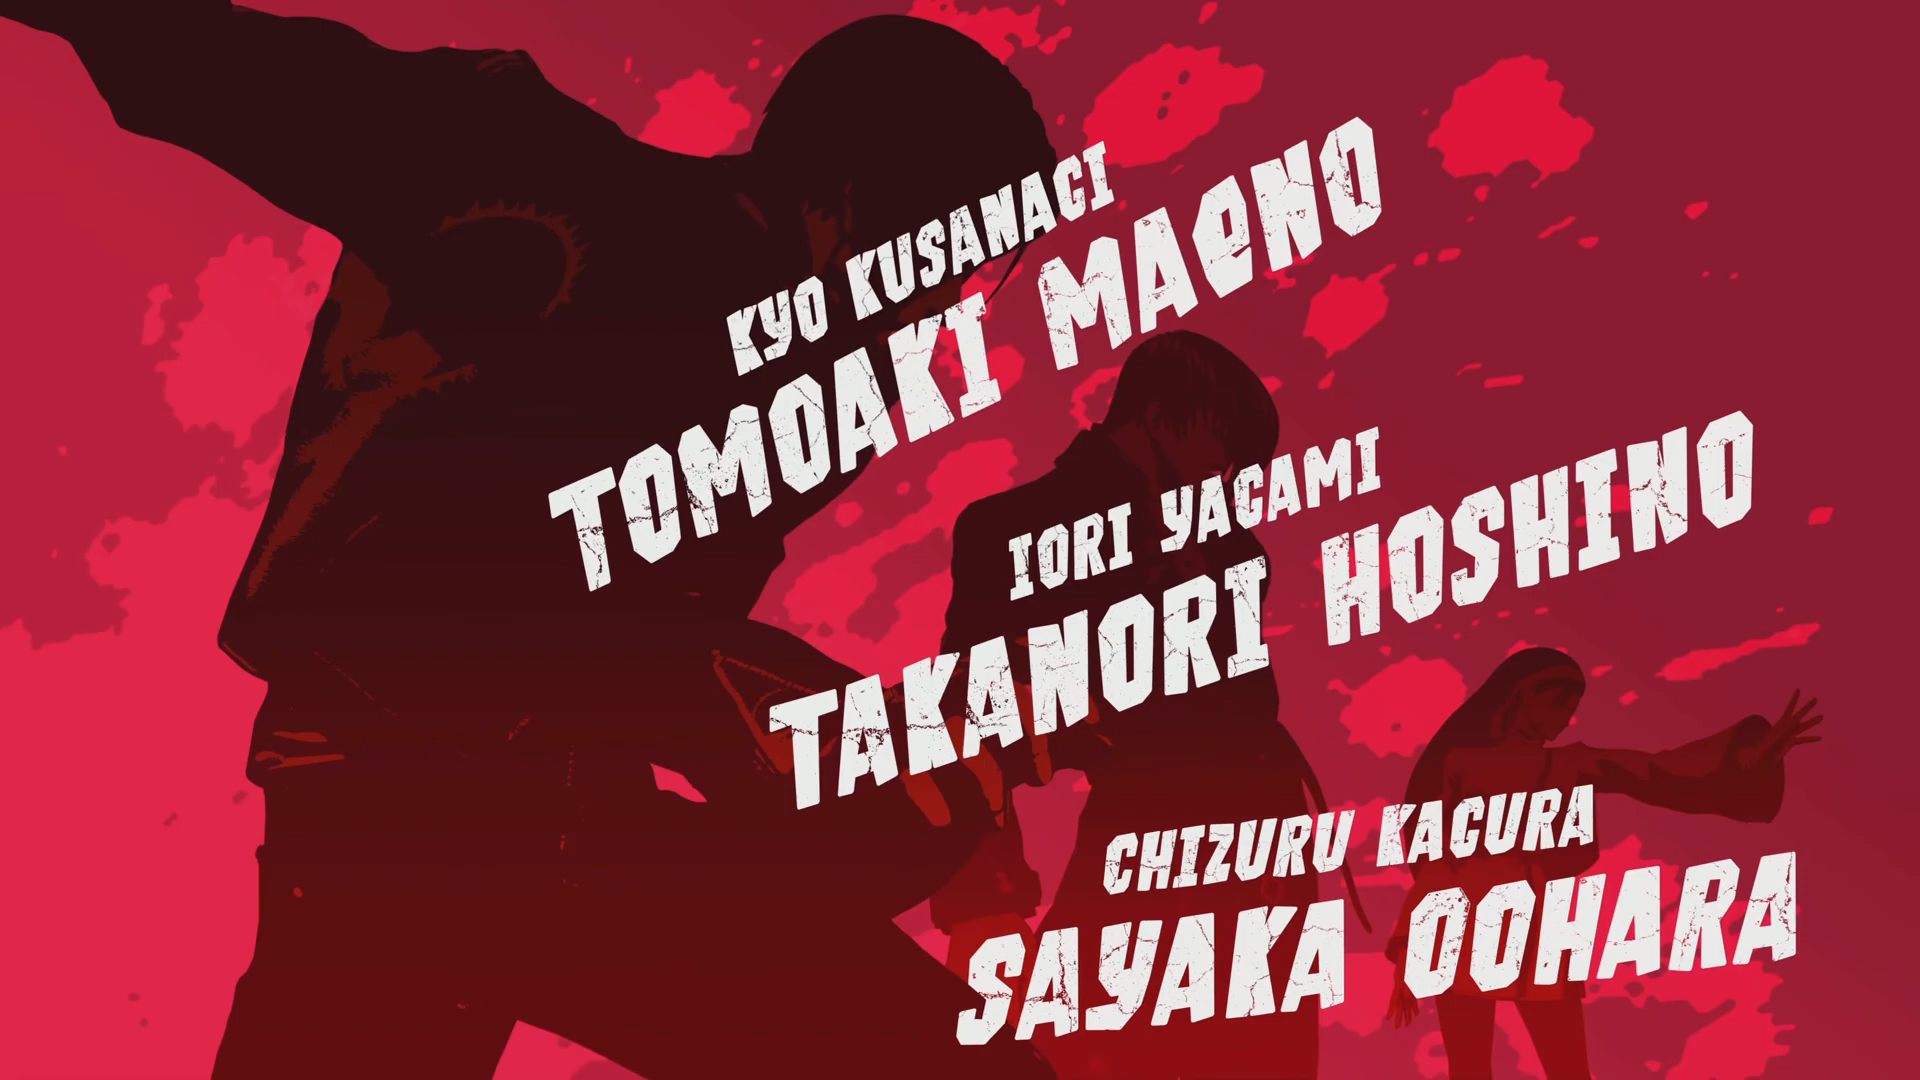 KYO KUSANAGI
TOMOAKI MAENO
IORI YAGAMI
TAKANORI HOSHINO
CHIZURU KAGURA
SAYAKA OOHARA